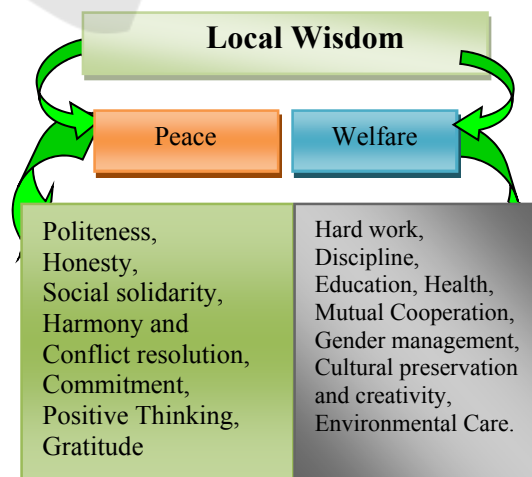 Local Wisdom
Peace
Welfare
Politeness,
Honesty,
Social solidarity,
Harmony and
Conflict resolution,
Commitment,
Positive Thinking,
Gratitude
Hard work,
Discipline,
Education, Health,
Mutual Cooperation,
Gender management,
Cultural preservation
and creativity,
Environmental Care.